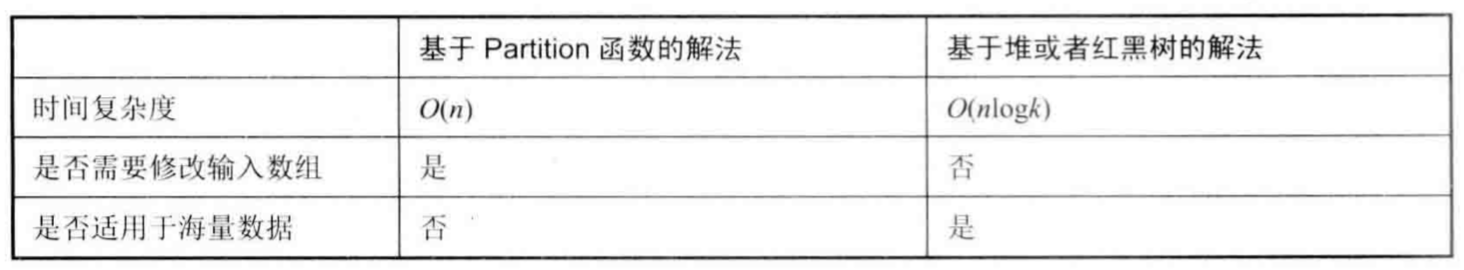 基于 Partition 函数的解法 基于堆或者红黑树的解法
时间复杂度 O(n) O(nlogk)
是否需要修改输入数组 是 否
是否适用于海量数据 否 是